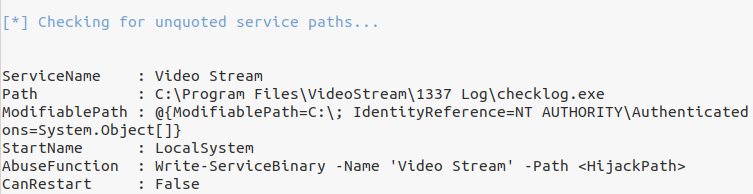 [*] Checking for unquoted service paths...
ServiceName    : Video Stream
Path           : C:\Program Files\VideoStream\1337 Log\checklog.exe
ModifiablePath : @{ModifiablePath=C:\; IdentityReference=NT AUTHORITY\Authenticated
ons=System.Object[]}
StartName      : LocalSystem
AbuseFunction  : Write-ServiceBinary -Name 'Video Stream' -Path <HijackPath>
CanRestart     : False